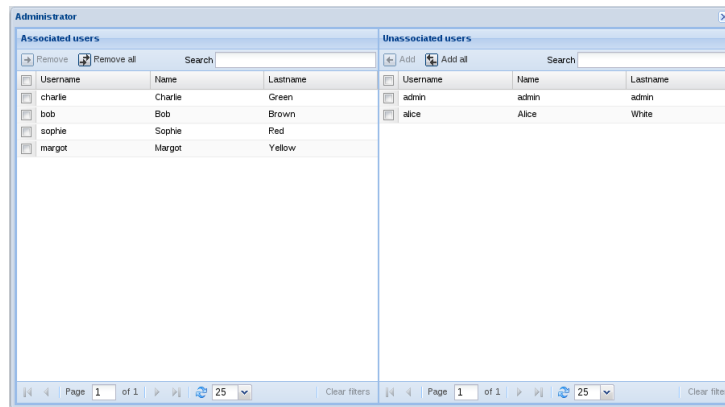 Administrator
Associated users
Remove Remove all Search
Username Name Lastname
charlie Charlie Green
bob Bob Brown
sophie Sophie Red
margot Margot Yellow
Page 1 of 1 25 Clear filters
Unassociated users
Add Add all Search
Username Name Lastname
admin admin admin
alice Alice White
Page 1 of 1 25 Clear filte